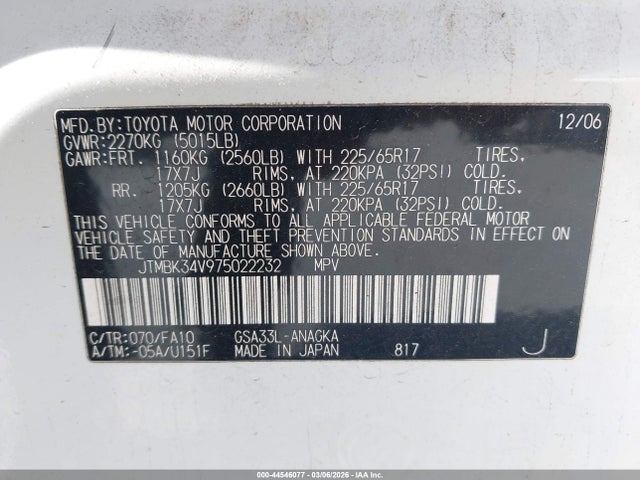 MFD. BY: TOYOTA MOTOR CORPORATION 12/06
GVWR: 2270KG (5015LB)
GAWR: FRT. 1160KG (2560LB) WITH 225/65R17 TIRES,
17X7J RIMS, AT 220KPA (32PSI) COLD.
RR. 1205KG (2660LB) WITH 225/65R17 TIRES,
17X7J RIMS, AT 220KPA (32PSI) COLD.
THIS VEHICLE CONFORMS TO ALL APPLICABLE FEDERAL MOTOR
VEHICLE SAFETY AND THEFT PREVENTION STANDARDS IN EFFECT ON
THE DATE OF MANUFACTURE SHOWN ABOVE.
JTMBK34V975022232 MPV
C/TR: 070/FA10 GSA33L-ANAGKA
A/TM: -05A/U151F MADE IN JAPAN 817 J
000-44546077 - 03/06/2026 - IAAI.COM